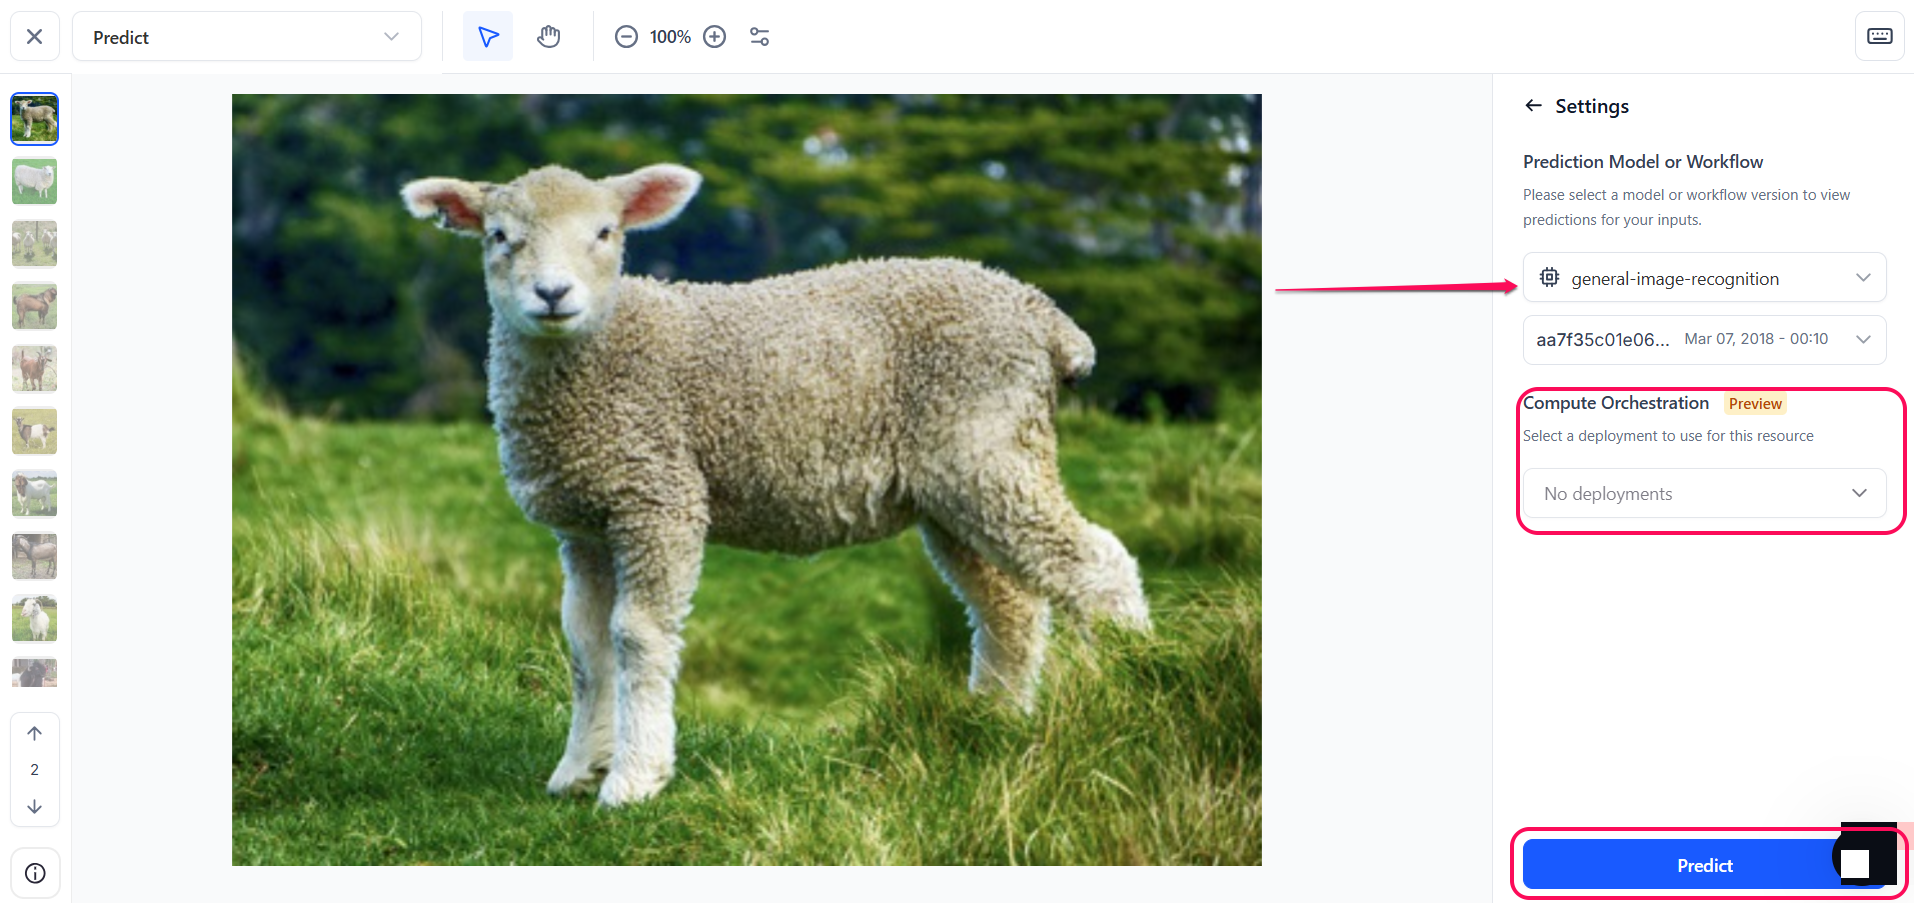 Predict
100%
Settings
Prediction Model or Workflow
Please select a model or workflow version to view
predictions for your inputs.
general-image-recognition
aa7f35c01e06... Mar 07, 2018 - 00:10
Compute Orchestration Preview
Select a deployment to use for this resource
No deployments
2
Predict